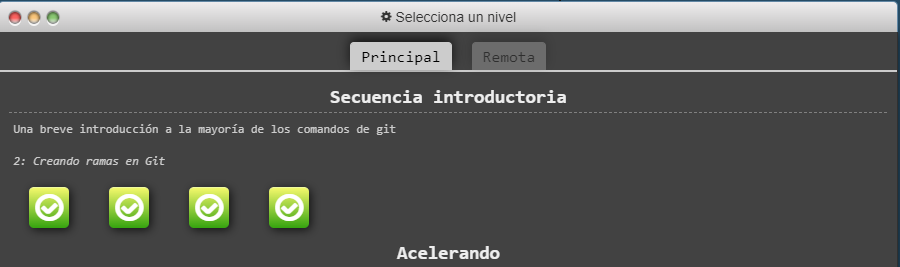 Selecciona un nivel
Principal
Remota
Secuencia introductoria
Una breve introducción a la mayoría de los comandos de git
2: Creando ramas en Git
Acelerando